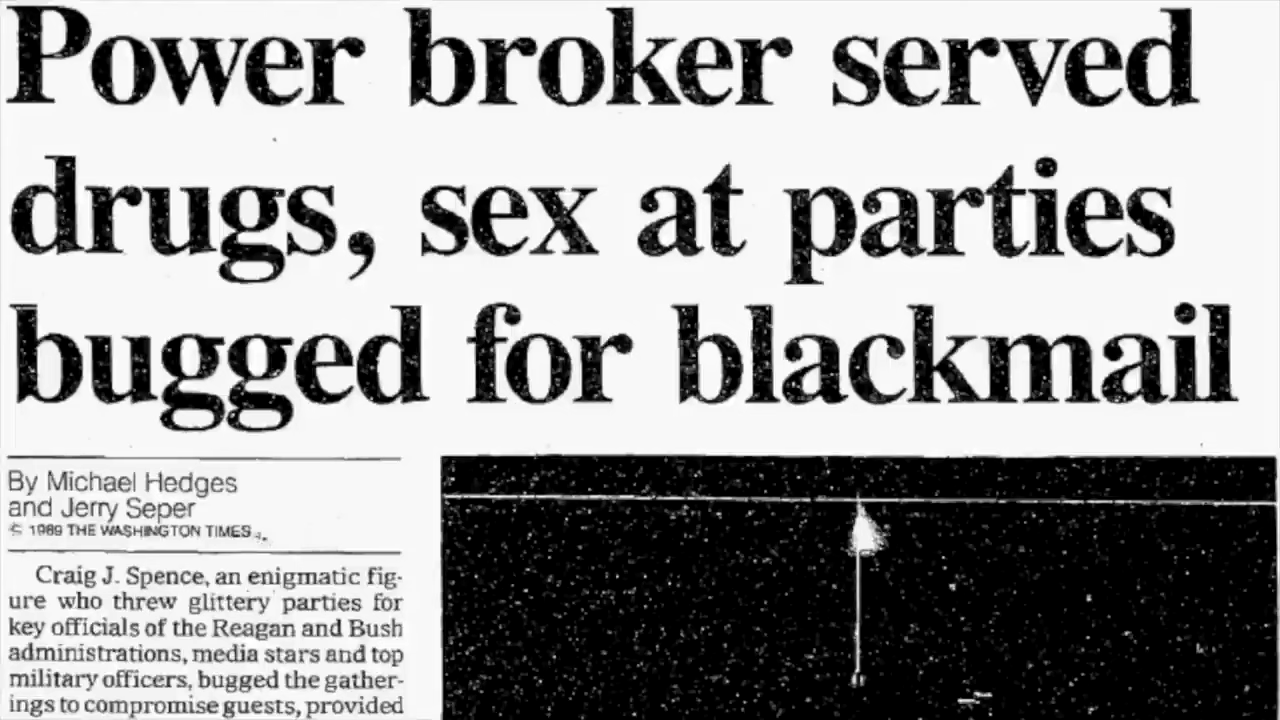 Power broker served
drugs, sex at parties
bugged for blackmail
By Michael Hedges
and Jerry Seper
© 1989 THE WASHINGTON TIMES
Craig J. Spence, an enigmatic fig-
ure who threw glittery parties for
key officials of the Reagan and Bush
administrations, media stars and top
military officers, bugged the gather-
ings to compromise guests, provided